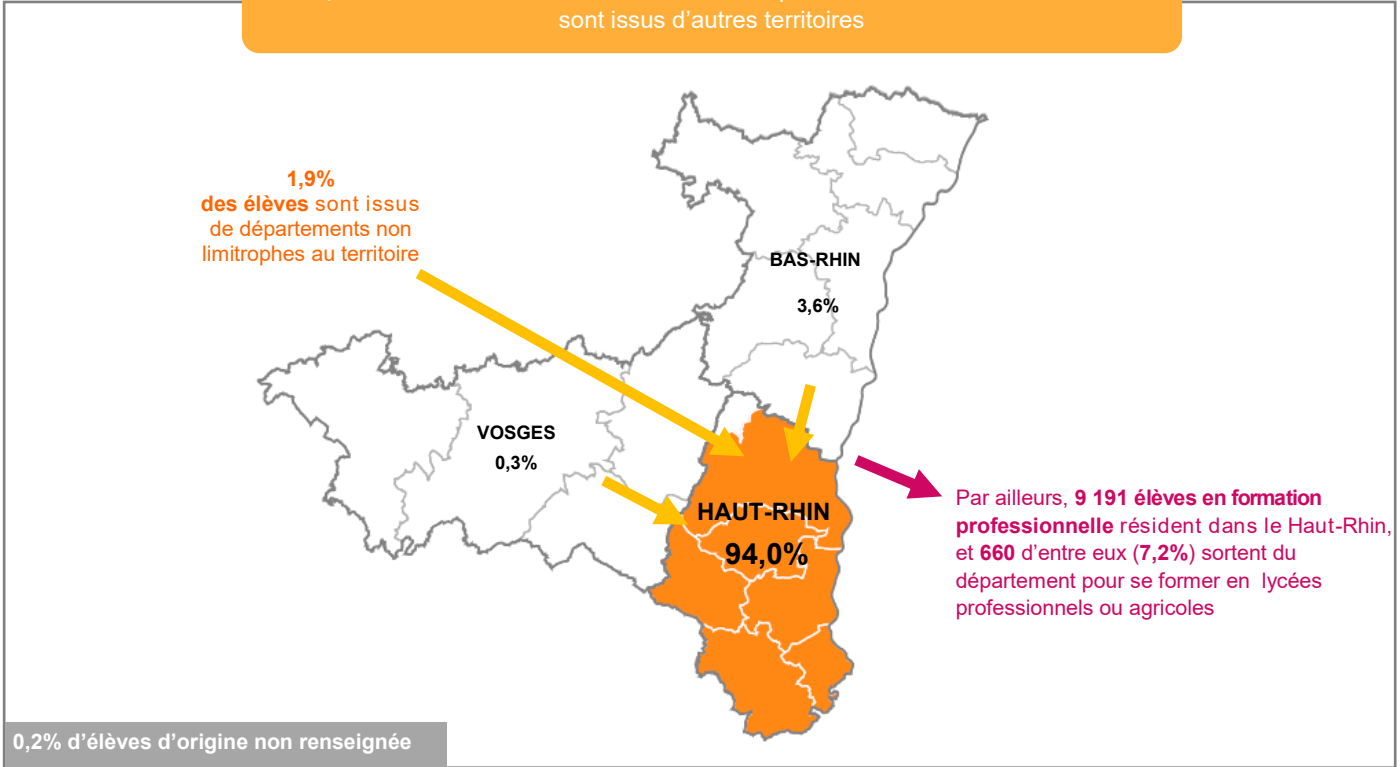 sont issus d'autres territoires
1,9%
des élèves sont issus
de départements non
limitrophes au territoire
BAS-RHIN
3,6%
VOSGES
0,3%
HAUT-RHIN
94,0%
Par ailleurs, 9 191 élèves en formation
professionnelle résident dans le Haut-Rhin,
et 660 d'entre eux (7,2%) sortent du
département pour se former en lycées
professionnels ou agricoles
0,2% d'élèves d'origine non renseignée